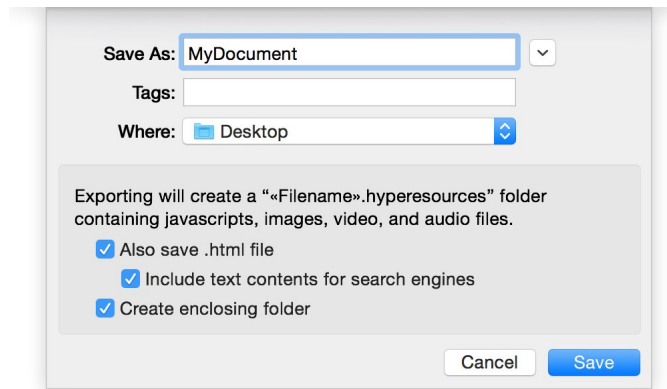 Save As: MyDocument
Tags:
Where: Desktop
Exporting will create a “«Filename».hyperesources” folder
containing javascripts, images, video, and audio files.
Also save .html file
Include text contents for search engines
Create enclosing folder
Cancel Save